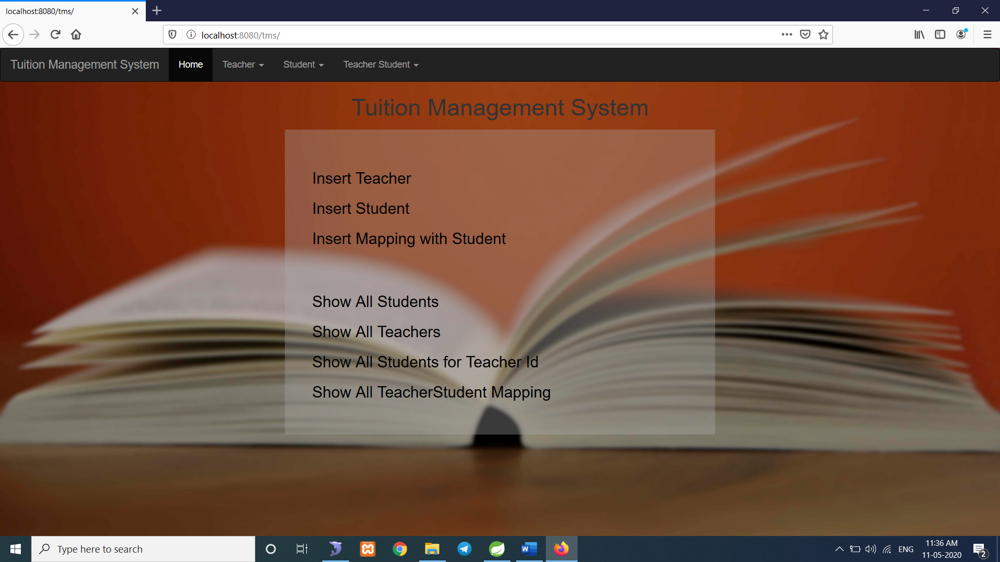 localhost:8080/tms/
localhost:8080/tms/
Tuition Management System Home Teacher Student Teacher Student
Tuition Management System
Insert Teacher
Insert Student
Insert Mapping with Student
Show All Students
Show All Teachers
Show All Students for Teacher Id
Show All TeacherStudent Mapping
Type here to search
W
ENG
11:36 AM
11-05-2020
2